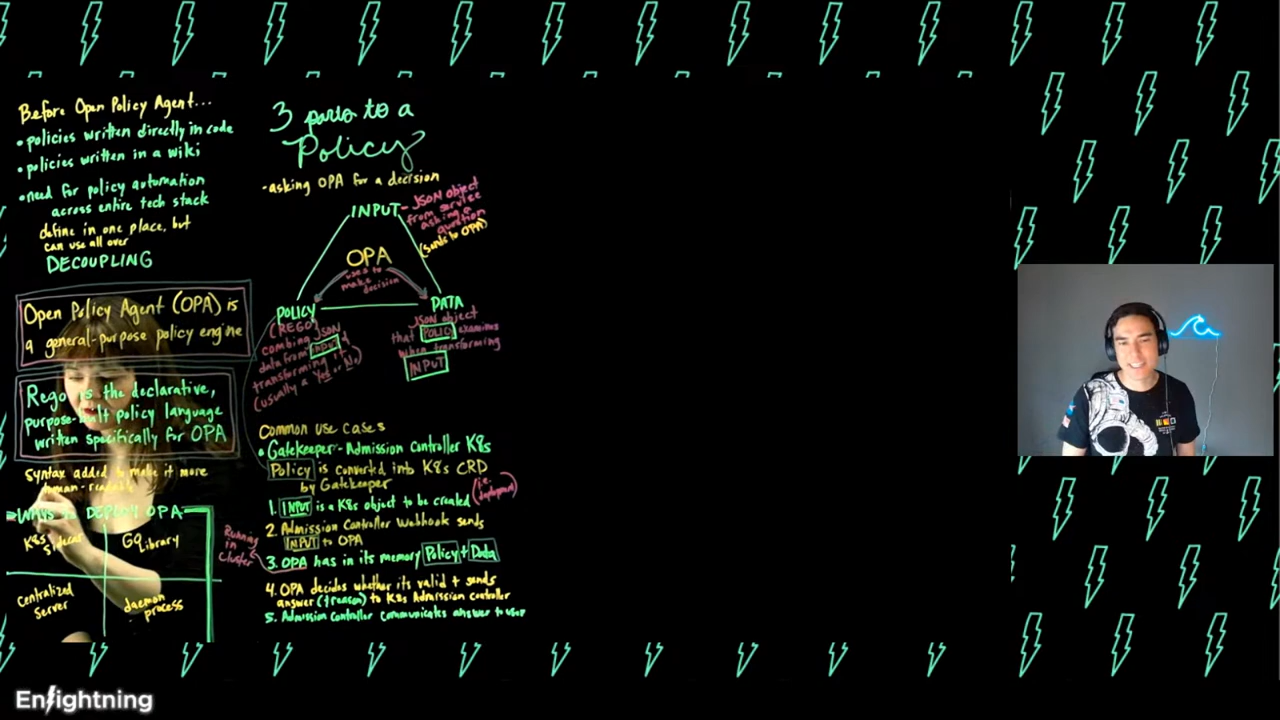 Before Open Policy Agent...
• policies written directly in code
• policies written in a wiki
• need for policy automation
across entire tech stack
define in one place, but
can use all over
DECOUPLING
Open Policy Agent (OPA) is
a general-purpose policy engine
Rego is the declarative,
purpose-built policy language
written specifically for OPA
Syntax added to make it more
human-readable
WAYS to DEPLOY OPA
K8s
sidecar
Go Library
centralized
server
daemon
process
3 parts to a
Policy
- asking OPA for a decision
INPUT - JSON object
from service
asking a
question
(sends to OPA)
OPA
uses to
make
decision
POLICY
(REGO)
combing JSON
data from INPUT &
transforming it
(usually a Yes or No)
DATA
JSON object
that POLICY examines
when transforming
INPUT
Common Use Cases
• Gatekeeper - Admission Controller K8s
Policy is converted into K8s CRD
by Gatekeeper
1. INPUT is a K8s object to be created (i.e. deployment)
2. Admission Controller Webhook sends
INPUT to OPA
Running
in
Cluster
3. OPA has in its memory Policy + Data
4. OPA decides whether its valid + sends
answer (+ reason) to K8s Admission Controller
5. Admission Controller communicates answer to user
Enlightning